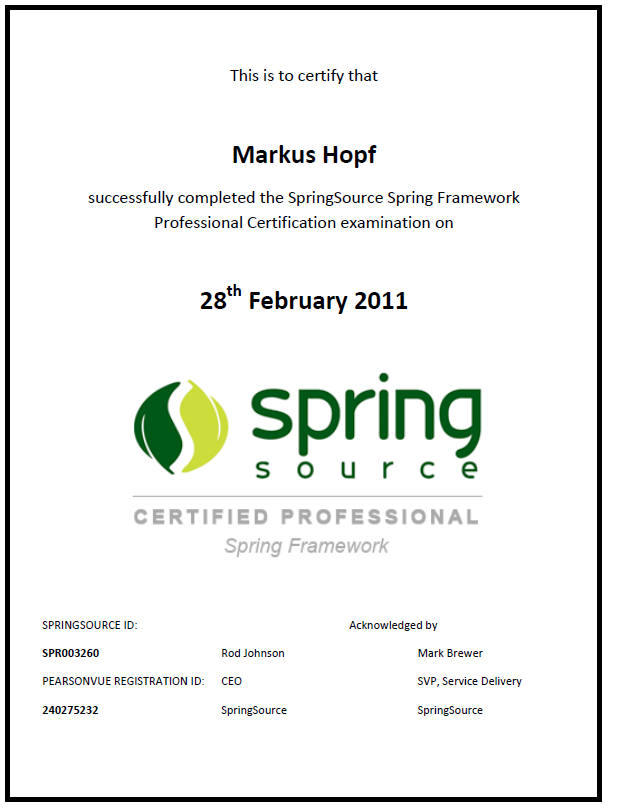 This is to certify that
Markus Hopf
successfully completed the SpringSource Spring Framework
Professional Certification examination on
28th February 2011
spring
source
CERTIFIED PROFESSIONAL
Spring Framework
SPRINGSOURCE ID: Acknowledged by
SPR003260 Rod Johnson Mark Brewer
PEARSONVUE REGISTRATION ID: CEO SVP, Service Delivery
240275232 SpringSource SpringSource